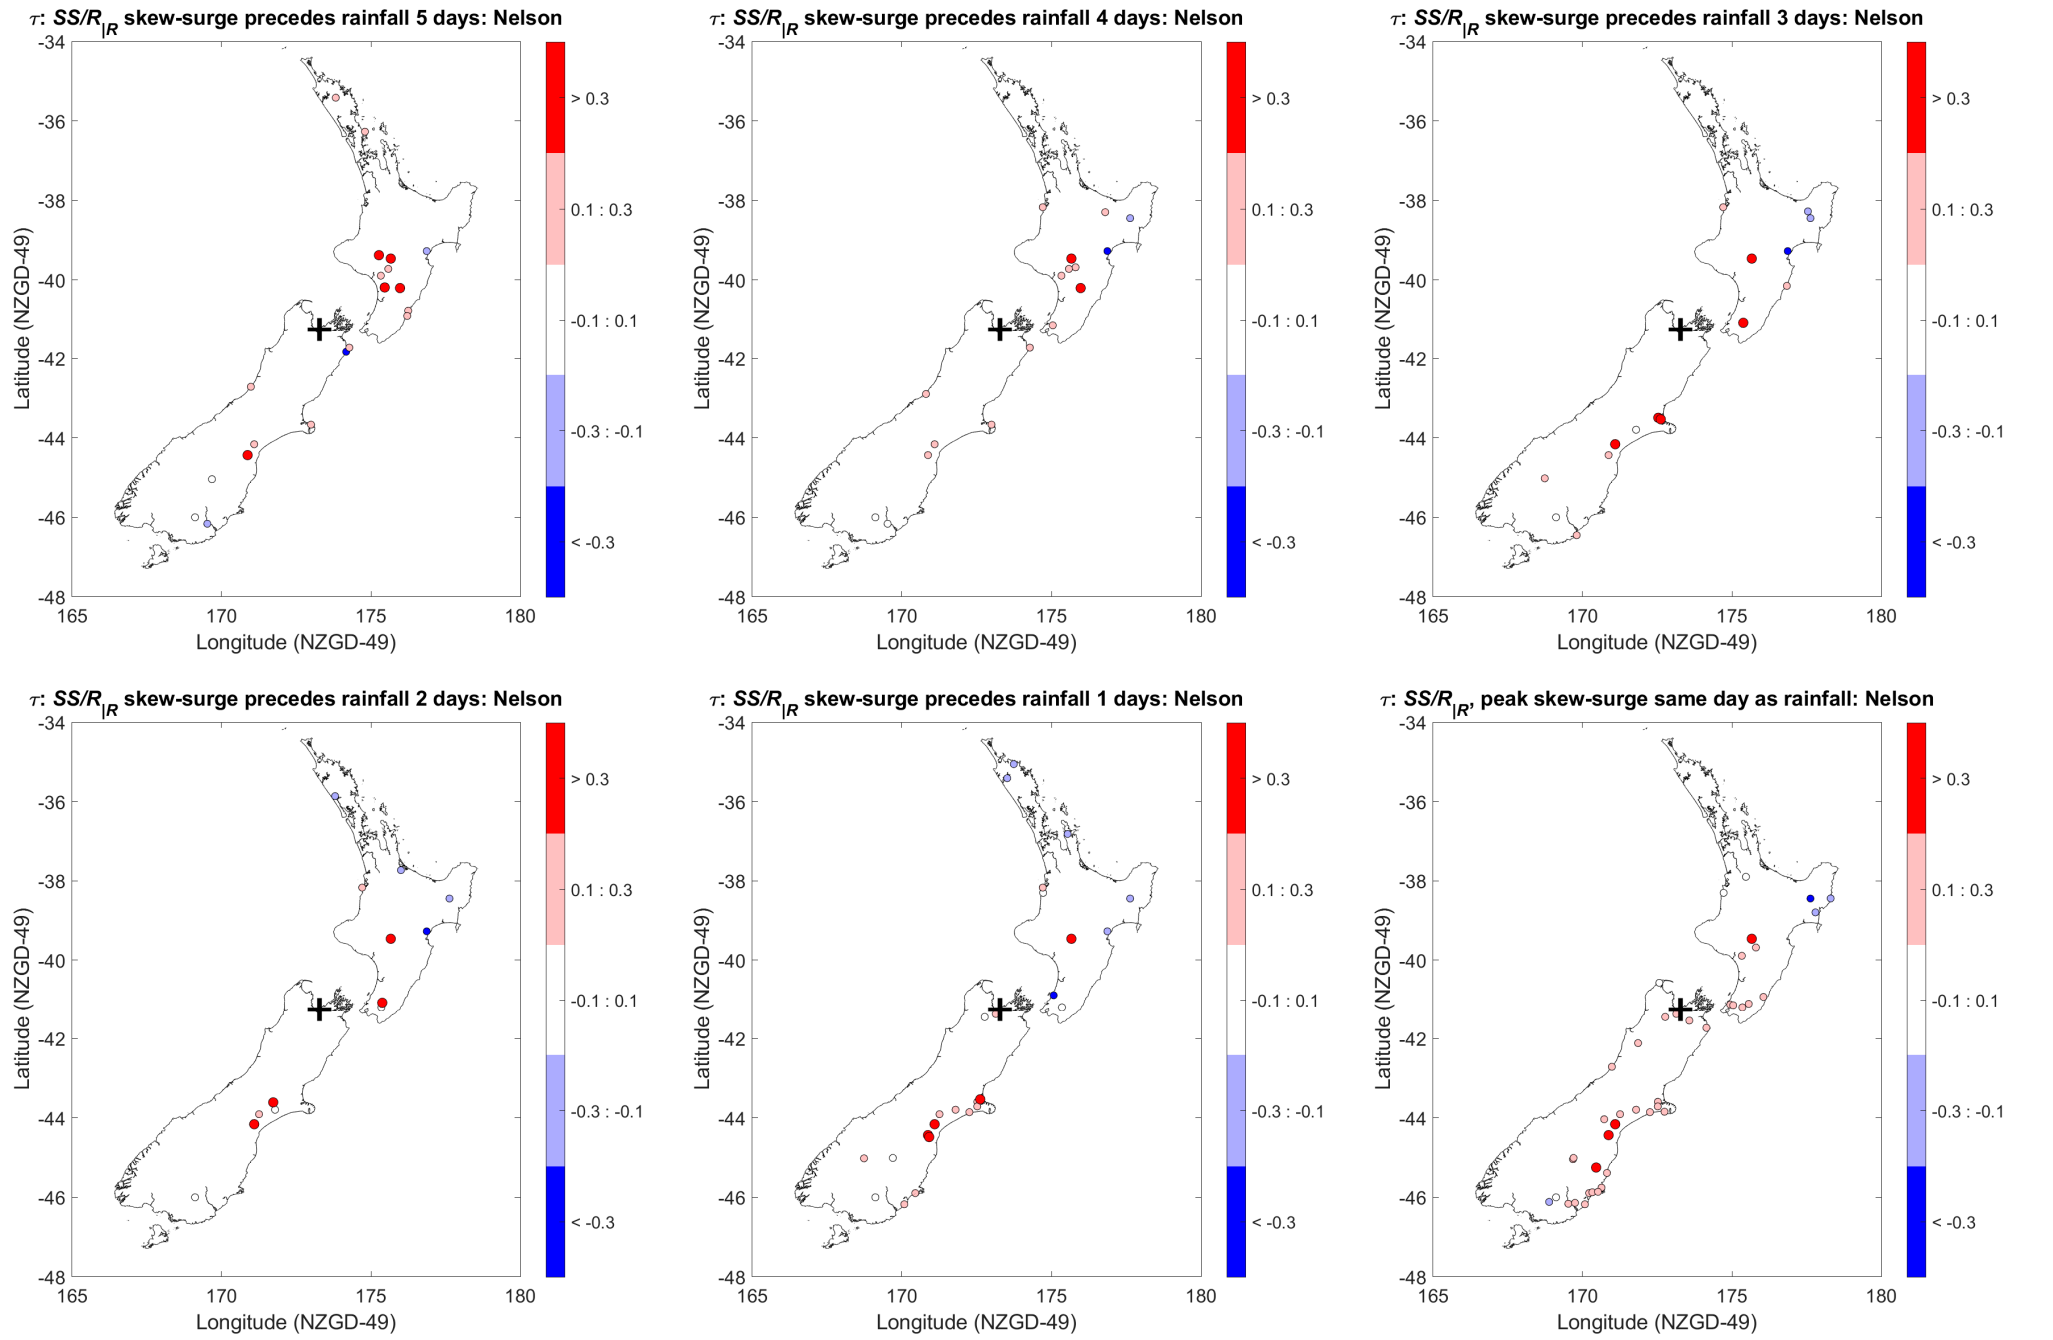 τ: SS/R|R skew-surge precedes rainfall 5 days: Nelson
-34
-36
-38
-40
-42
-44
-46
-48
165
170
175
180
Latitude (NZGD-49)
Longitude (NZGD-49)
> 0.3
0.1 : 0.3
-0.1 : 0.1
-0.3 : -0.1
< -0.3
τ: SS/R|R skew-surge precedes rainfall 4 days: Nelson
-34
-36
-38
-40
-42
-44
-46
-48
165
170
175
180
Latitude (NZGD-49)
Longitude (NZGD-49)
> 0.3
0.1 : 0.3
-0.1 : 0.1
-0.3 : -0.1
< -0.3
τ: SS/R|R skew-surge precedes rainfall 3 days: Nelson
-34
-36
-38
-40
-42
-44
-46
-48
165
170
175
180
Latitude (NZGD-49)
Longitude (NZGD-49)
> 0.3
0.1 : 0.3
-0.1 : 0.1
-0.3 : -0.1
< -0.3
τ: SS/R|R skew-surge precedes rainfall 2 days: Nelson
-34
-36
-38
-40
-42
-44
-46
-48
165
170
175
180
Latitude (NZGD-49)
Longitude (NZGD-49)
> 0.3
0.1 : 0.3
-0.1 : 0.1
-0.3 : -0.1
< -0.3
τ: SS/R|R skew-surge precedes rainfall 1 days: Nelson
-34
-36
-38
-40
-42
-44
-46
-48
165
170
175
180
Latitude (NZGD-49)
Longitude (NZGD-49)
> 0.3
0.1 : 0.3
-0.1 : 0.1
-0.3 : -0.1
< -0.3
τ: SS/R|R, peak skew-surge same day as rainfall: Nelson
-34
-36
-38
-40
-42
-44
-46
-48
165
170
175
180
Latitude (NZGD-49)
Longitude (NZGD-49)
> 0.3
0.1 : 0.3
-0.1 : 0.1
-0.3 : -0.1
< -0.3